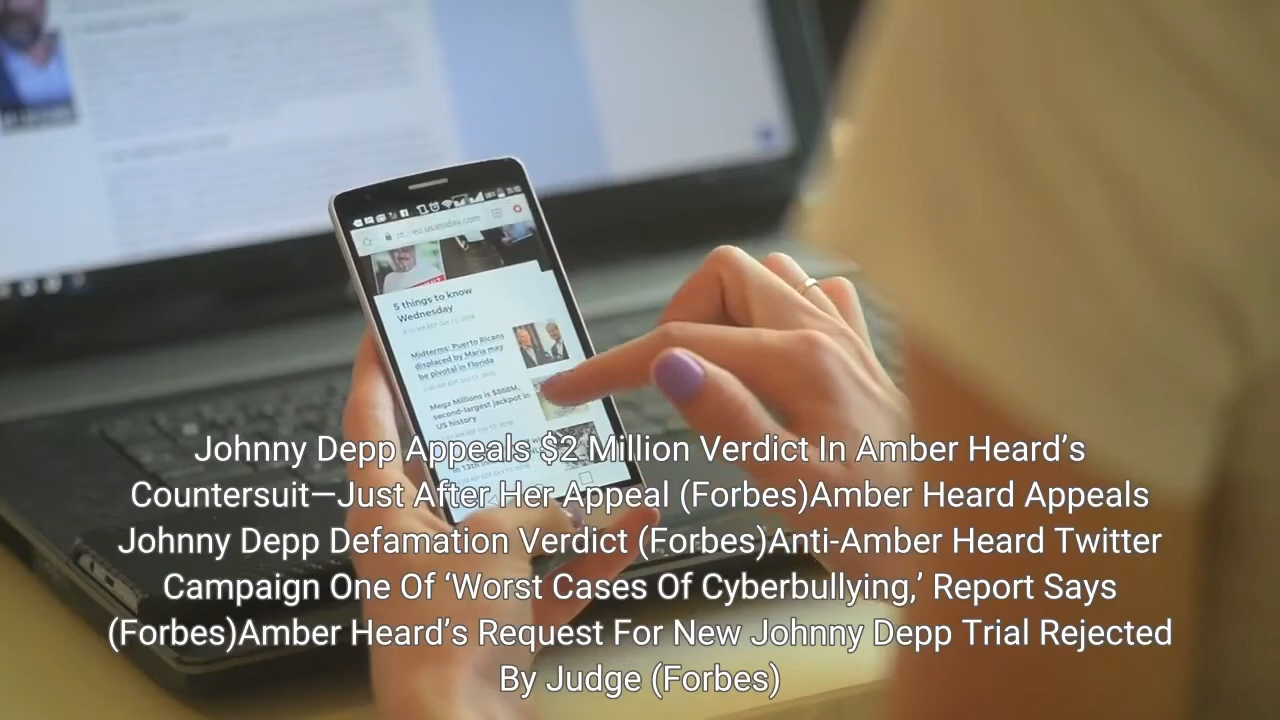 eu.usatoday.com
5 things to know
Wednesday
Midterms: Puerto Ricans
displaced by Maria may
be pivotal in Florida
Mega Millions is $868M,
second-largest jackpot in
US history
Johnny Depp Appeals $2 Million Verdict In Amber Heard’s
Countersuit—Just After Her Appeal (Forbes)Amber Heard Appeals
Johnny Depp Defamation Verdict (Forbes)Anti-Amber Heard Twitter
Campaign One Of ‘Worst Cases Of Cyberbullying,’ Report Says
(Forbes)Amber Heard’s Request For New Johnny Depp Trial Rejected
By Judge (Forbes)